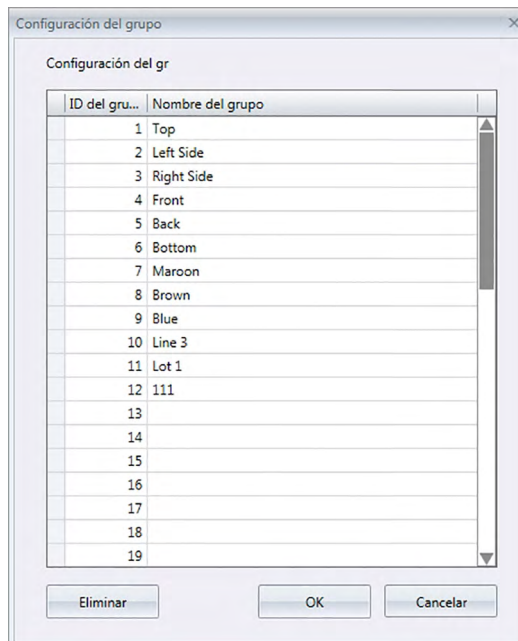 Configuración del grupo
Configuración del gr
ID del gru... Nombre del grupo
1 Top
2 Left Side
3 Right Side
4 Front
5 Back
6 Bottom
7 Maroon
8 Brown
9 Blue
10 Line 3
11 Lot 1
12 111
13
14
15
16
17
18
19
Eliminar OK Cancelar